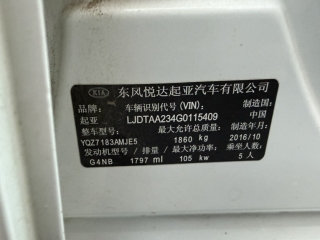 KIA 东风悦达起亚汽车有限公司
品牌: 车辆识别代号(VIN): 制造国:
起亚 LJDTAA234G0115409 中国
型号: 最大允许总质量: 制造年月:
YQZ7183AMJE5 1860 kg 2016/10
发动机型号 / 排量 / 最大净功率: 乘坐人数:
G4NB 1797 ml 105 kw 5人